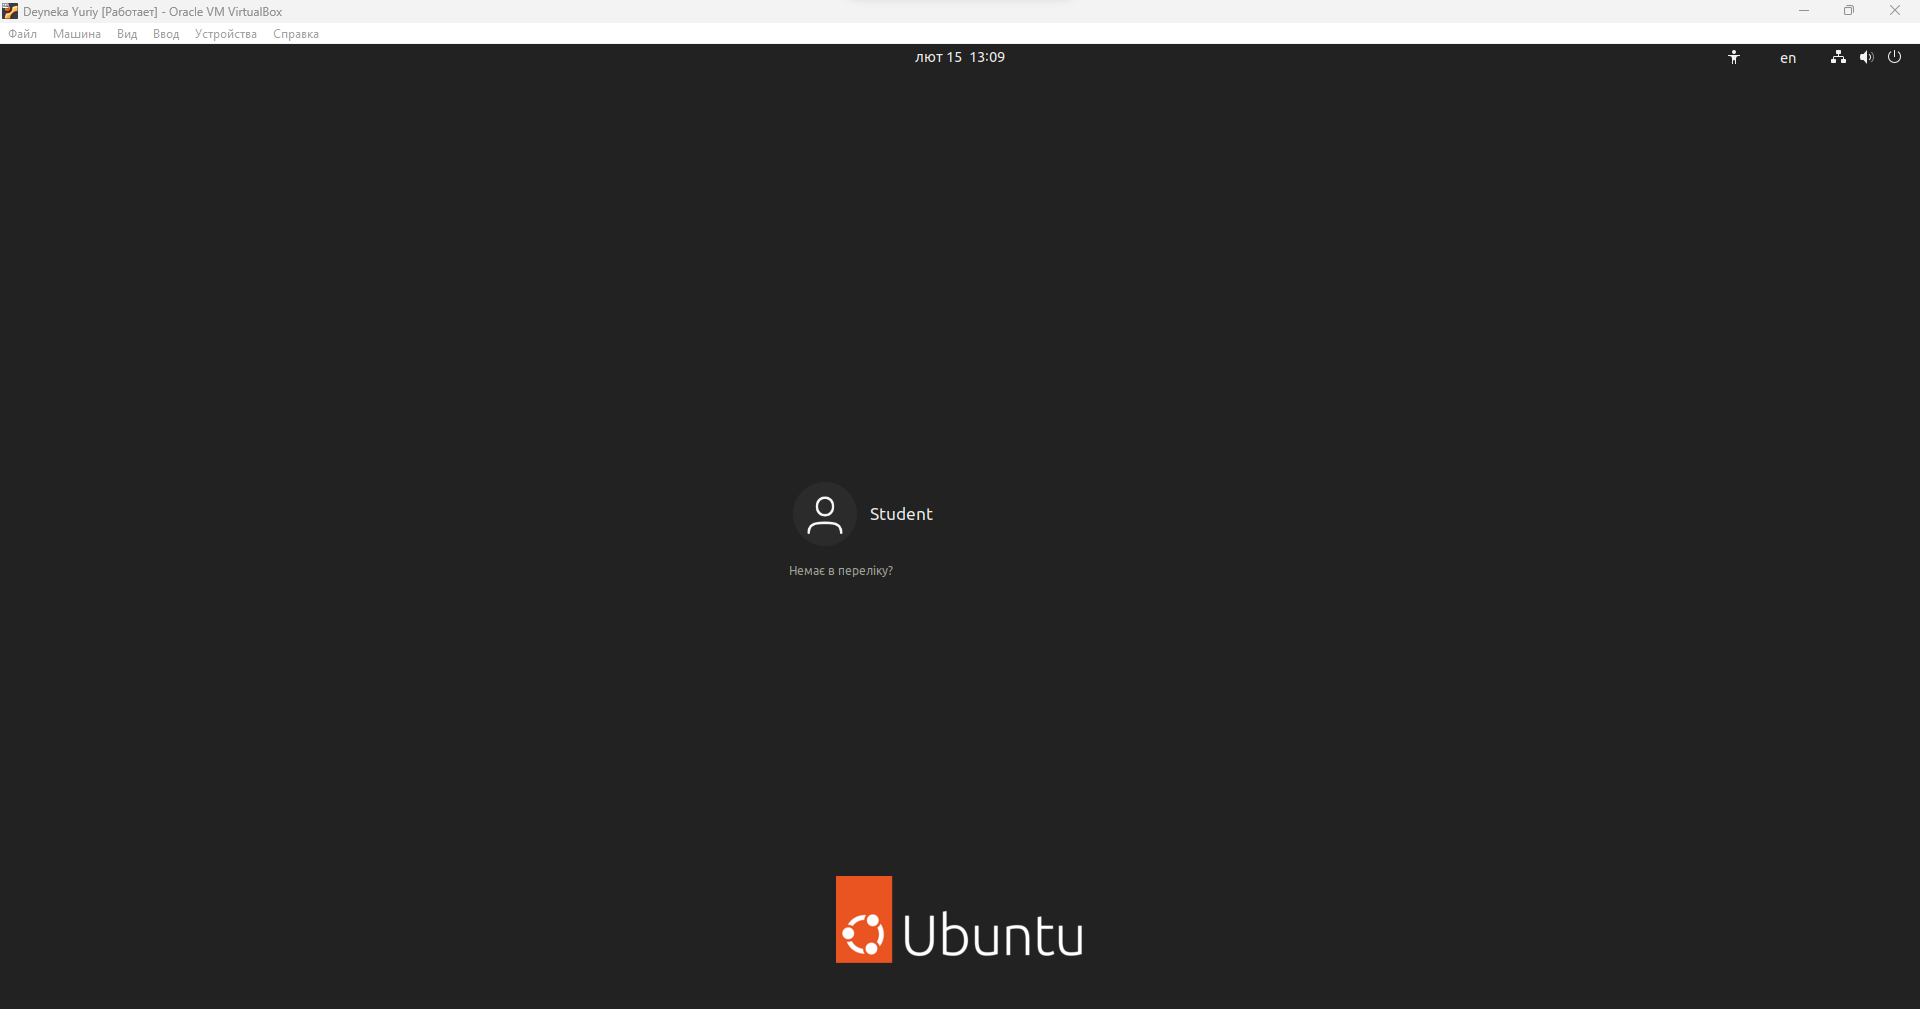 Deyneka Yuriy [Работает] - Oracle VM VirtualBox
Файл Машина Вид Ввод Устройства Справка
лют 15 13:09
en
Student
Немає в переліку?
Ubuntu